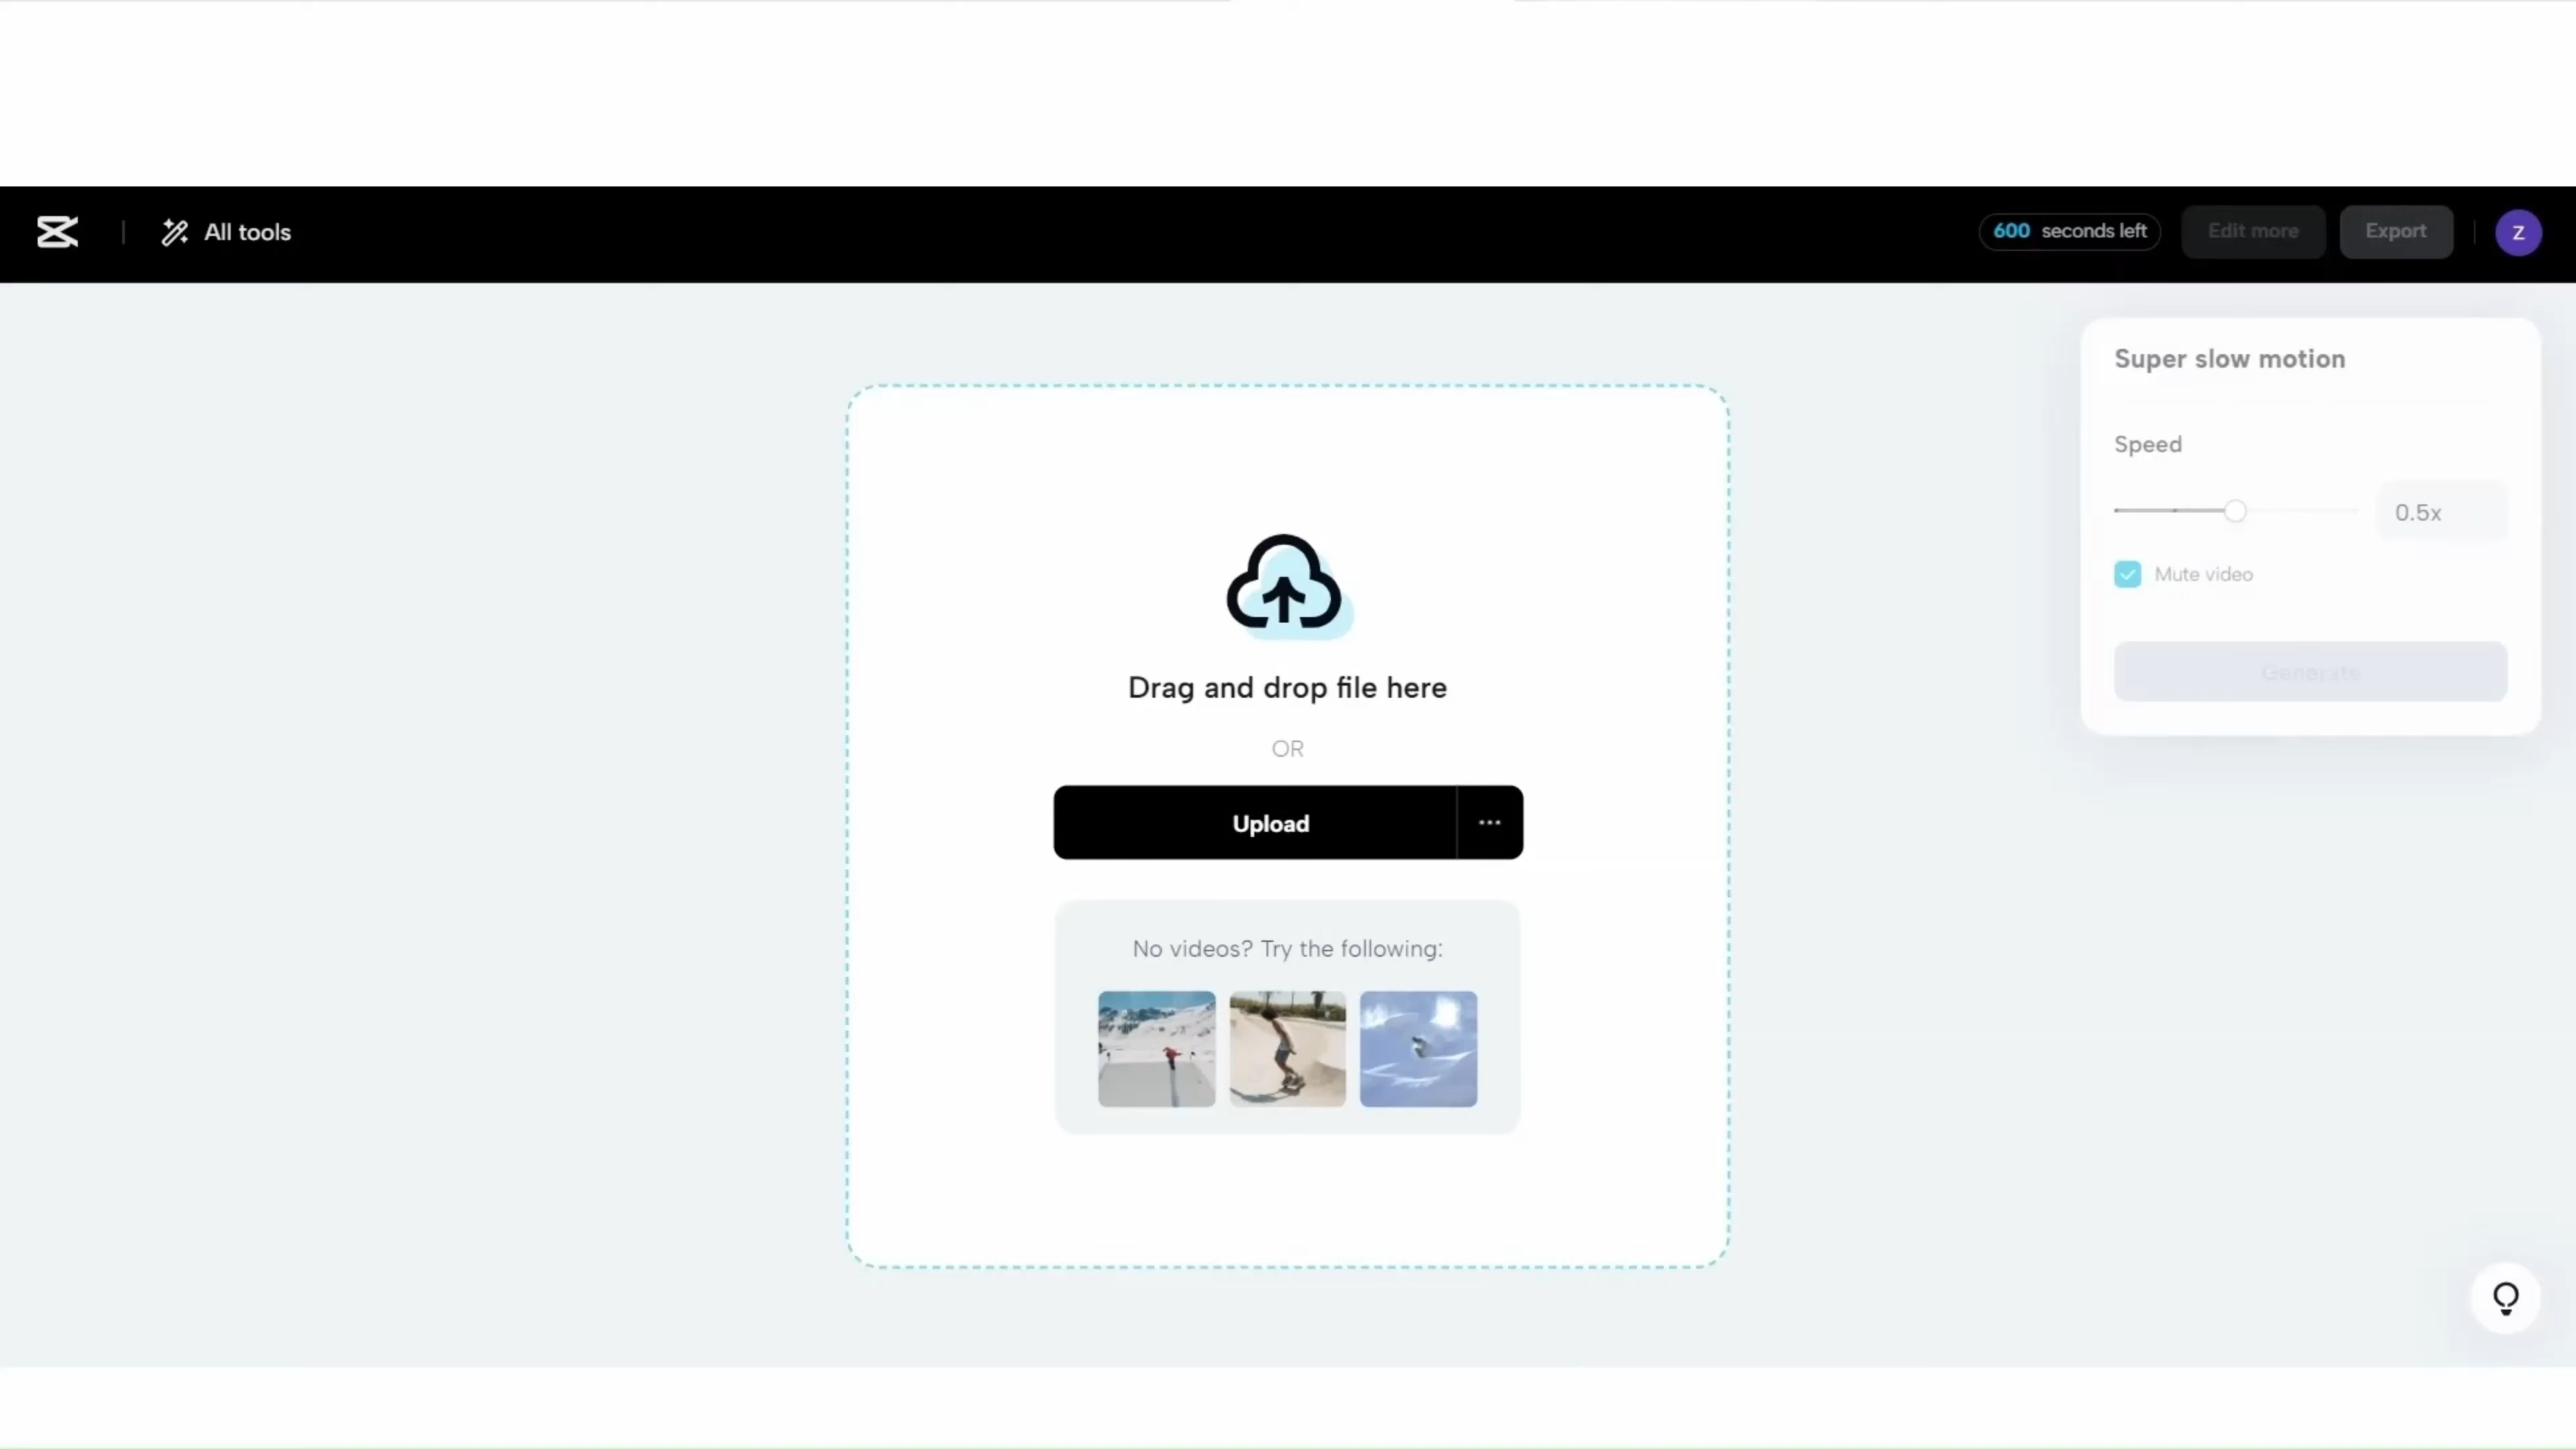 All tools
600 seconds left
Edit more
Export
Z
Super slow motion
Speed
0.5x
Mute video
Generate
Drag and drop file here
OR
Upload
No videos? Try the following: